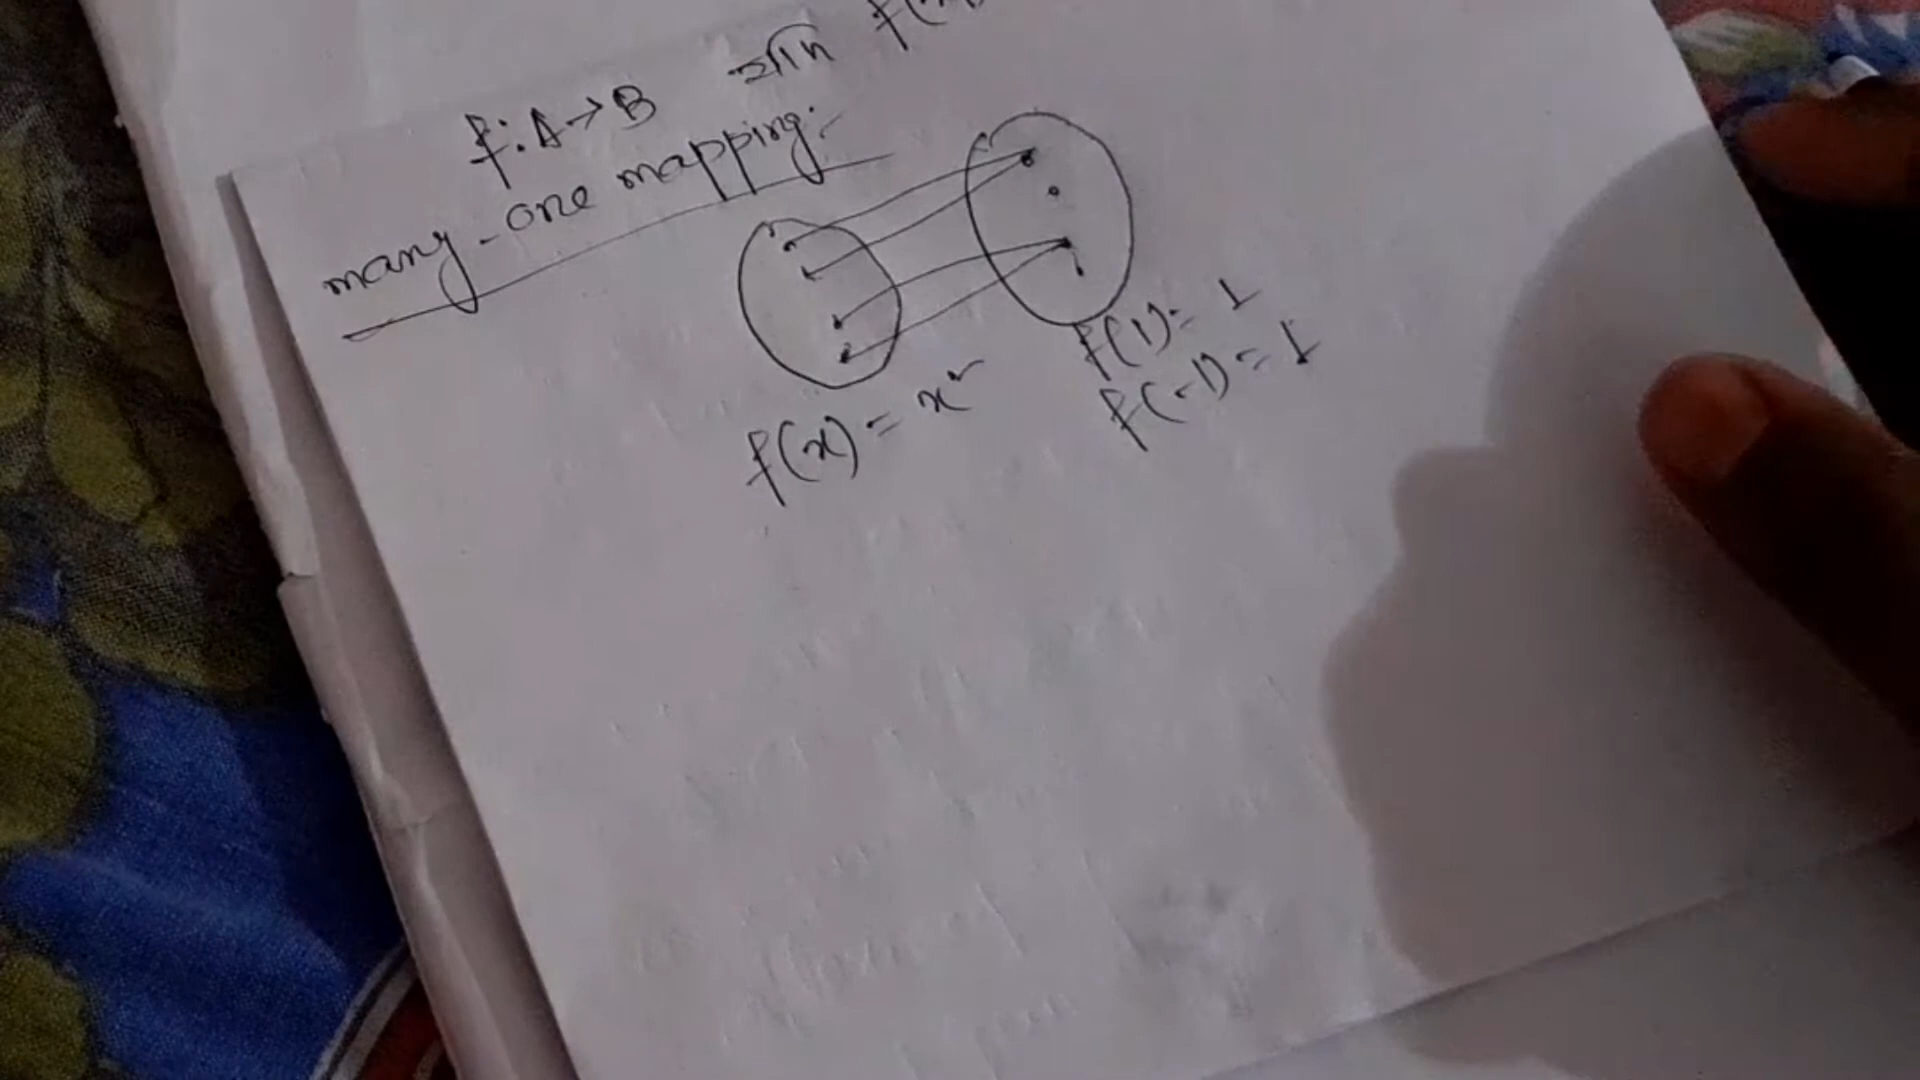 f: A→B যদি f(x)
many-one mapping:-
f(x) = x²
f(1) = 1
f(-1) = 1